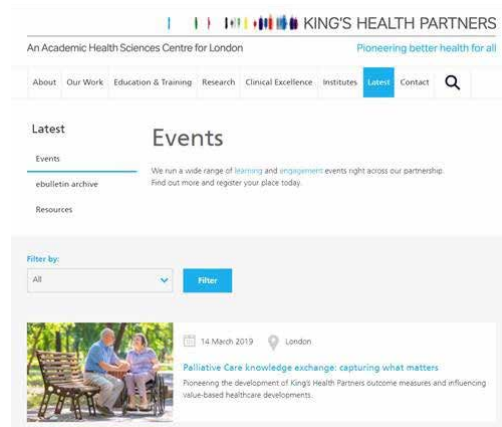 KING'S HEALTH PARTNERS
An Academic Health Sciences Centre for London
Pioneering better health for all
About Our Work Education & Training Research Clinical Excellence Institutes Latest Contact
Latest
Events
ebulletin archive
Resources
Events
We run a wide range of learning and engagement events right across our partnership.
Find out more and register your place today.
Filter by:
All
Filter
14 March 2019 London
Palliative Care knowledge exchange: capturing what matters
Pioneering the development of King's Health Partners outcome measures and influencing
value-based healthcare developments.